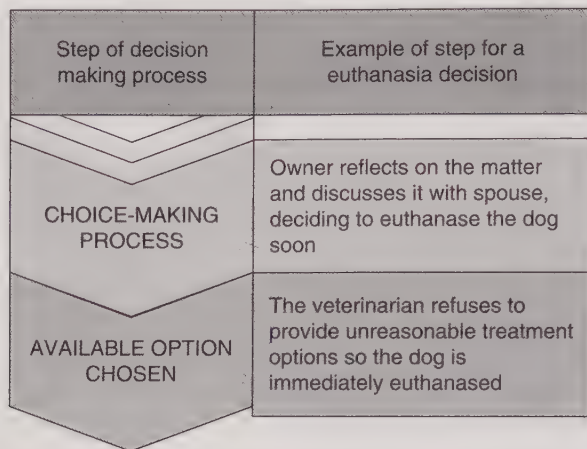 Step of decision
making process
Example of step for a
euthanasia decision
CHOICE-MAKING
PROCESS
Owner reflects on the matter
and discusses it with spouse,
deciding to euthanase the dog
soon
AVAILABLE OPTION
CHOSEN
The veterinarian refuses to
provide unreasonable treatment
options so the dog is
immediately euthanased